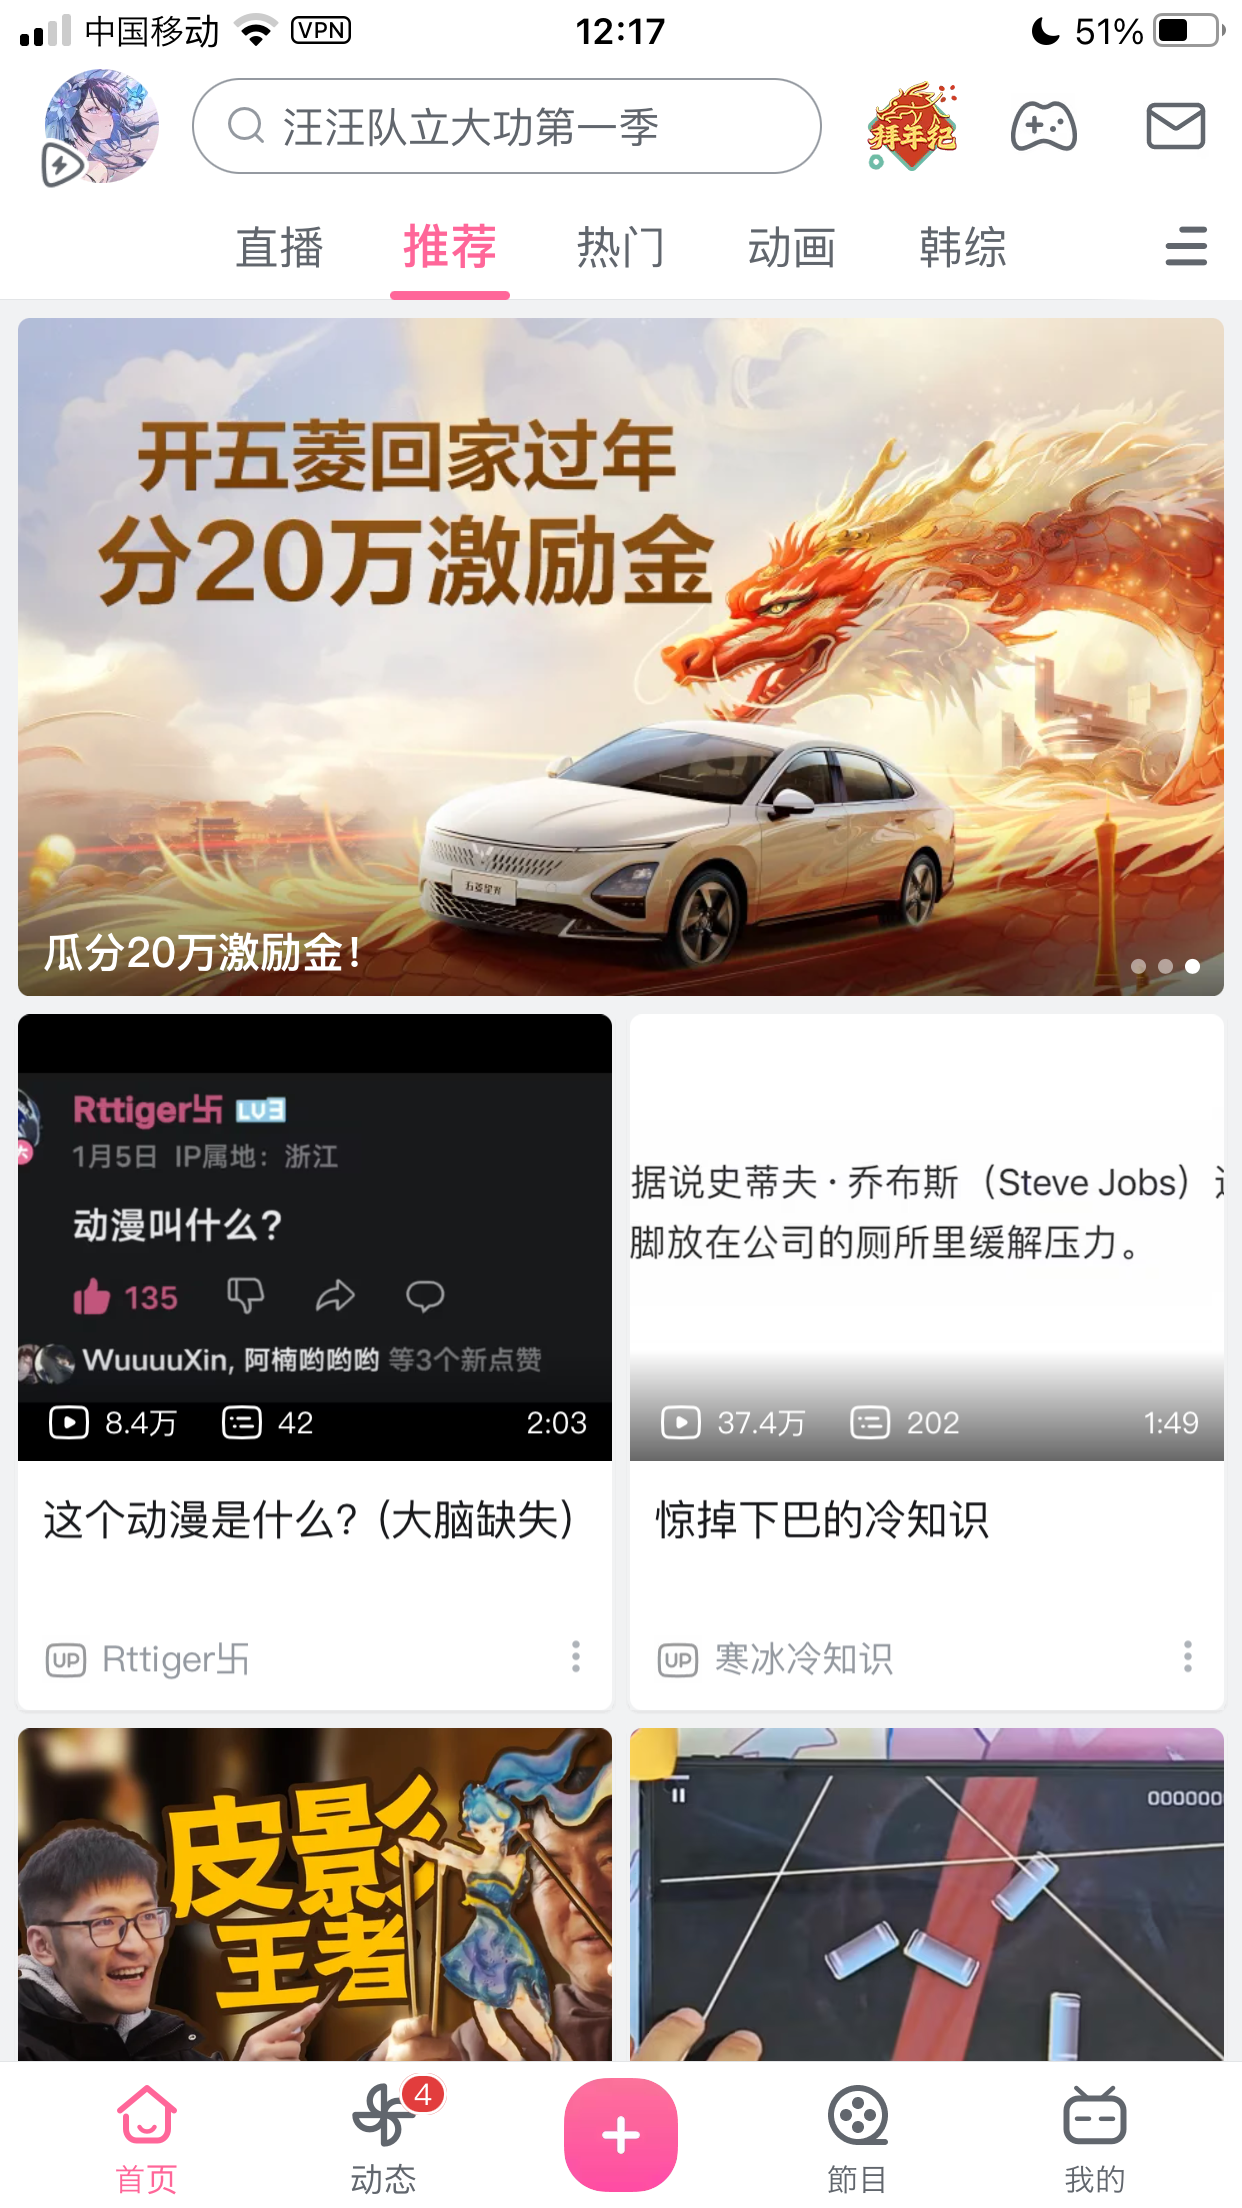 中国移动 VPN 12:17 51%
汪汪队立大功第一季 拜年纪
直播 推荐 热门 动画 韩综
开五菱回家过年
分20万激励金
五菱星光
瓜分20万激励金!
Rttiger卐 LV3
1月5日 IP属地：浙江
动漫叫什么?
135
WuuuuXin, 阿楠哟哟哟 等3个新点赞
8.4万 42 2:03
这个动漫是什么? (大脑缺失)
UP Rttiger卐
据说史蒂夫·乔布斯（Steve Jobs）
脚放在公司的厕所里缓解压力。
37.4万 202 1:49
惊掉下巴的冷知识
UP 寒冰冷知识
皮影
王者
000000
首页 动态 4 節目 我的